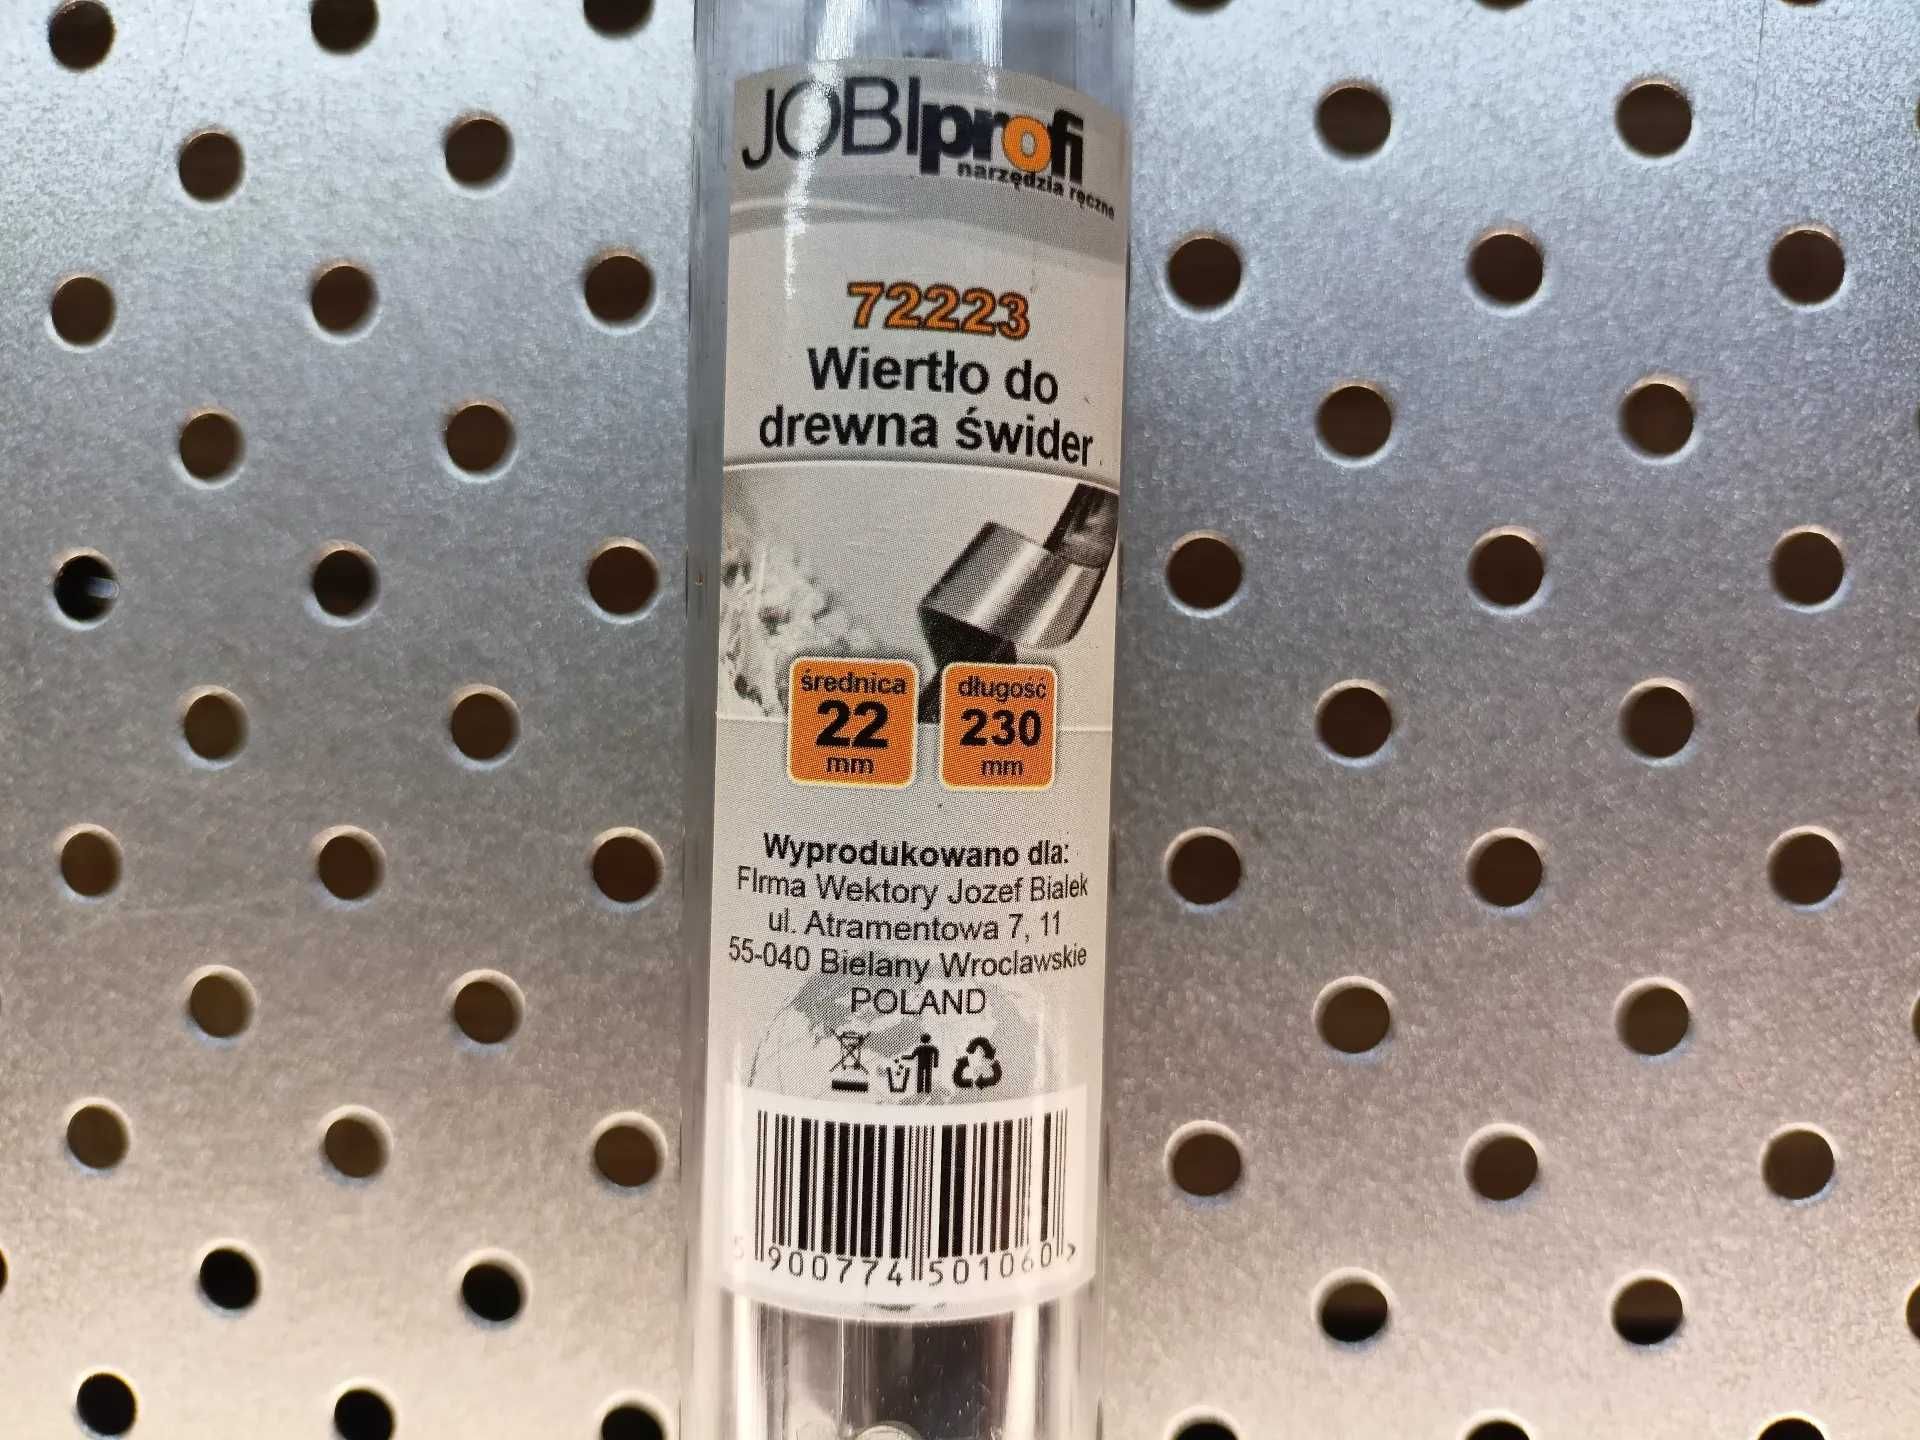 JOBIprofi
narzędzia ręczne
72223
Wiertło do
drewna świder
średnica
22
mm
długość
230
mm
Wyprodukowano dla:
FIrma Wektory Jozef Bialek
ul. Atramentowa 7, 11
55-040 Bielany Wroclawskie
POLAND
5 900774 501060 >